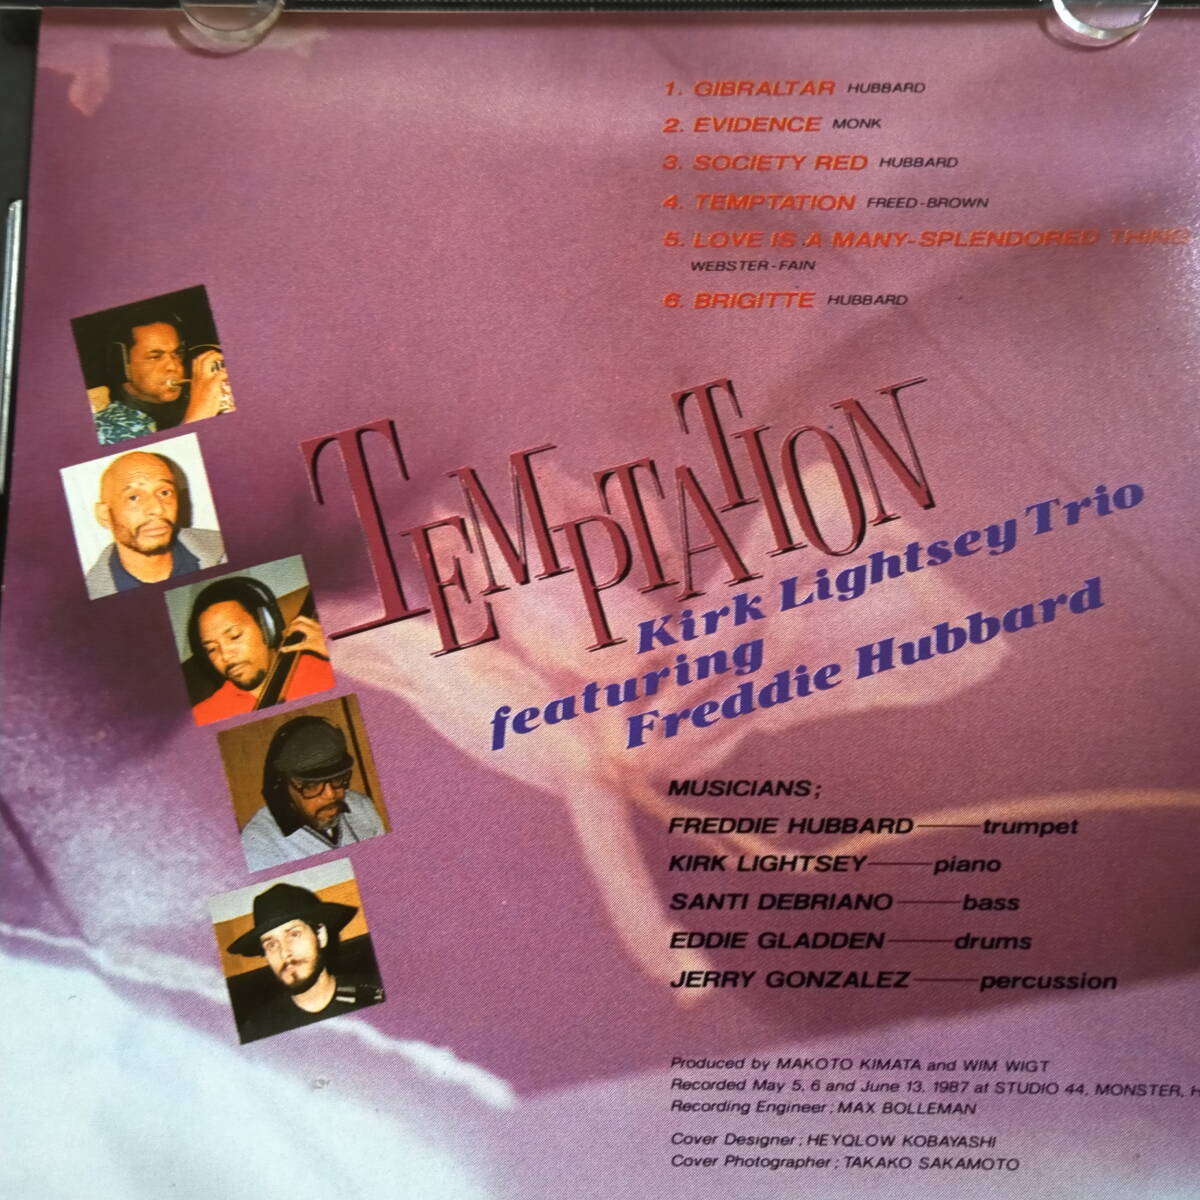 1. GIBRALTAR HUBBARD
2. EVIDENCE MONK
3. SOCIETY RED HUBBARD
4. TEMPTATION FREED-BROWN
5. LOVE IS A MANY-SPLENDORED THING
WEBSTER-FAIN
6. BRIGITTE HUBBARD
TEMPTATION
Kirk Lightsey Trio
featuring
Freddie Hubbard
MUSICIANS;
FREDDIE HUBBARD——trumpet
KIRK LIGHTSEY——piano
SANTI DEBRIANO——bass
EDDIE GLADDEN——drums
JERRY GONZALEZ——percussion
Produced by MAKOTO KIMATA and WIM WIGT
Recorded May 5, 6 and June 13, 1987 at STUDIO 44, MONSTER, H
Recording Engineer; MAX BOLLEMAN
Cover Designer; HEYQLOW KOBAYASHI
Cover Photographer; TAKAKO SAKAMOTO